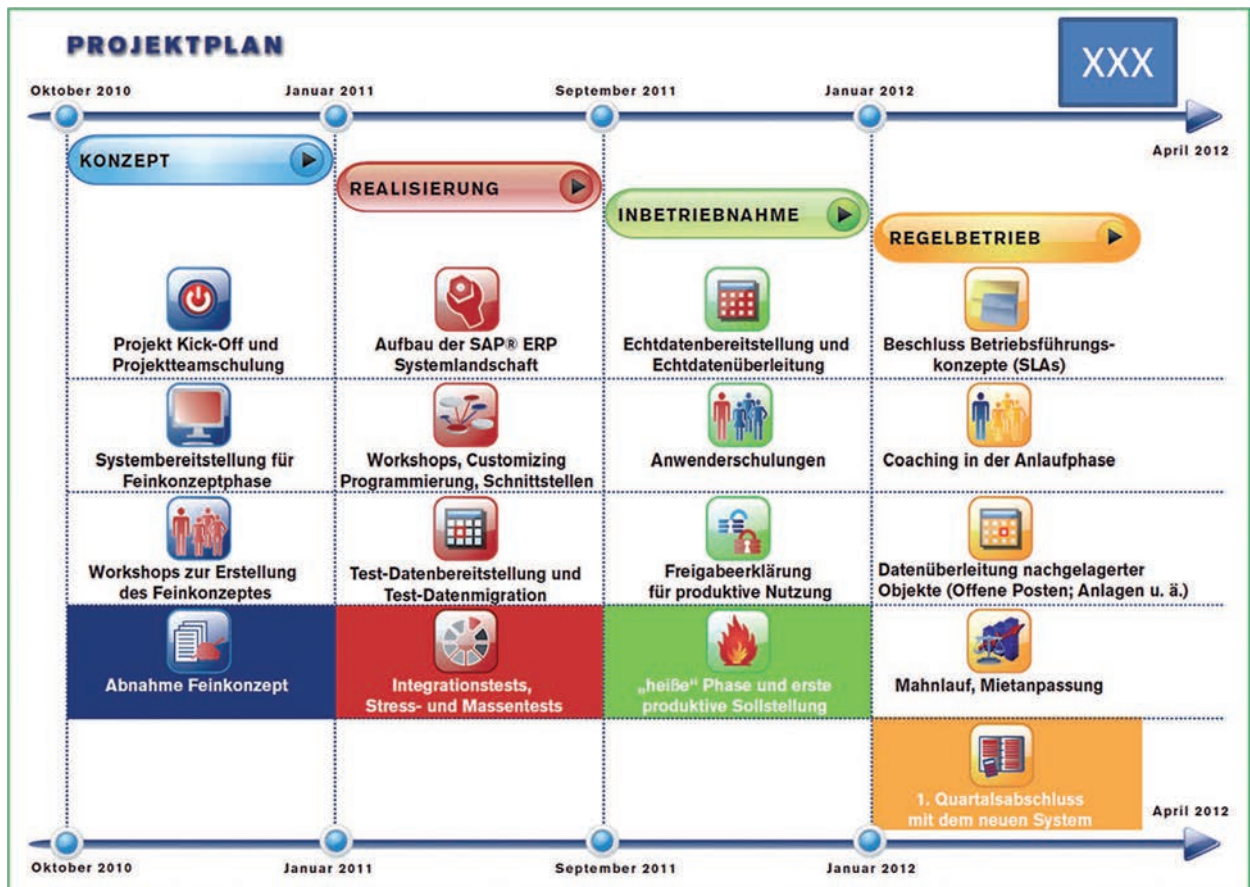 PROJEKTPLAN
XXX
Oktober 2010
Januar 2011
September 2011
Januar 2012
April 2012
KONZEPT
REALISIERUNG
INBETRIEBNAHME
REGELBETRIEB
Projekt Kick-Off und
Projektteamschulung
Aufbau der SAP® ERP
Systemlandschaft
Echtdatenbereitstellung und
Echtdatenüberleitung
Beschluss Betriebsführungs-
konzepte (SLAs)
Systembereitstellung für
Feinkonzeptphase
Workshops, Customizing
Programmierung, Schnittstellen
Anwenderschulungen
Coaching in der Anlaufphase
Workshops zur Erstellung
des Feinkonzeptes
Test-Datenbereitstellung und
Test-Datenmigration
Freigabeerklärung
für produktive Nutzung
Datenüberleitung nachgelagerter
Objekte (Offene Posten; Anlagen u. ä.)
Abnahme Feinkonzept
Integrationstests,
Stress- und Massentests
„heiße“ Phase und erste
produktive Sollstellung
Mahnlauf, Mietanpassung
1. Quartalsabschluss
mit dem neuen System
April 2012
Oktober 2010
Januar 2011
September 2011
Januar 2012